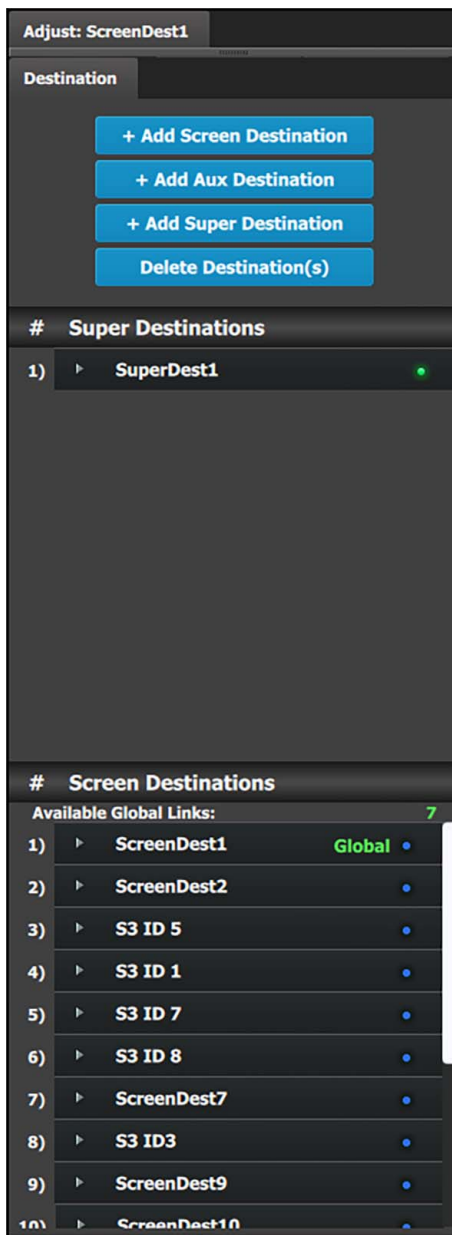 Adjust: ScreenDest1
Destination
+ Add Screen Destination
+ Add Aux Destination
+ Add Super Destination
Delete Destination(s)
# Super Destinations
1) SuperDest1
# Screen Destinations
Available Global Links: 7
1) ScreenDest1 Global
2) ScreenDest2
3) S3 ID 5
4) S3 ID 1
5) S3 ID 7
6) S3 ID 8
7) ScreenDest7
8) S3 ID3
9) ScreenDest9
10) ScreenDest10